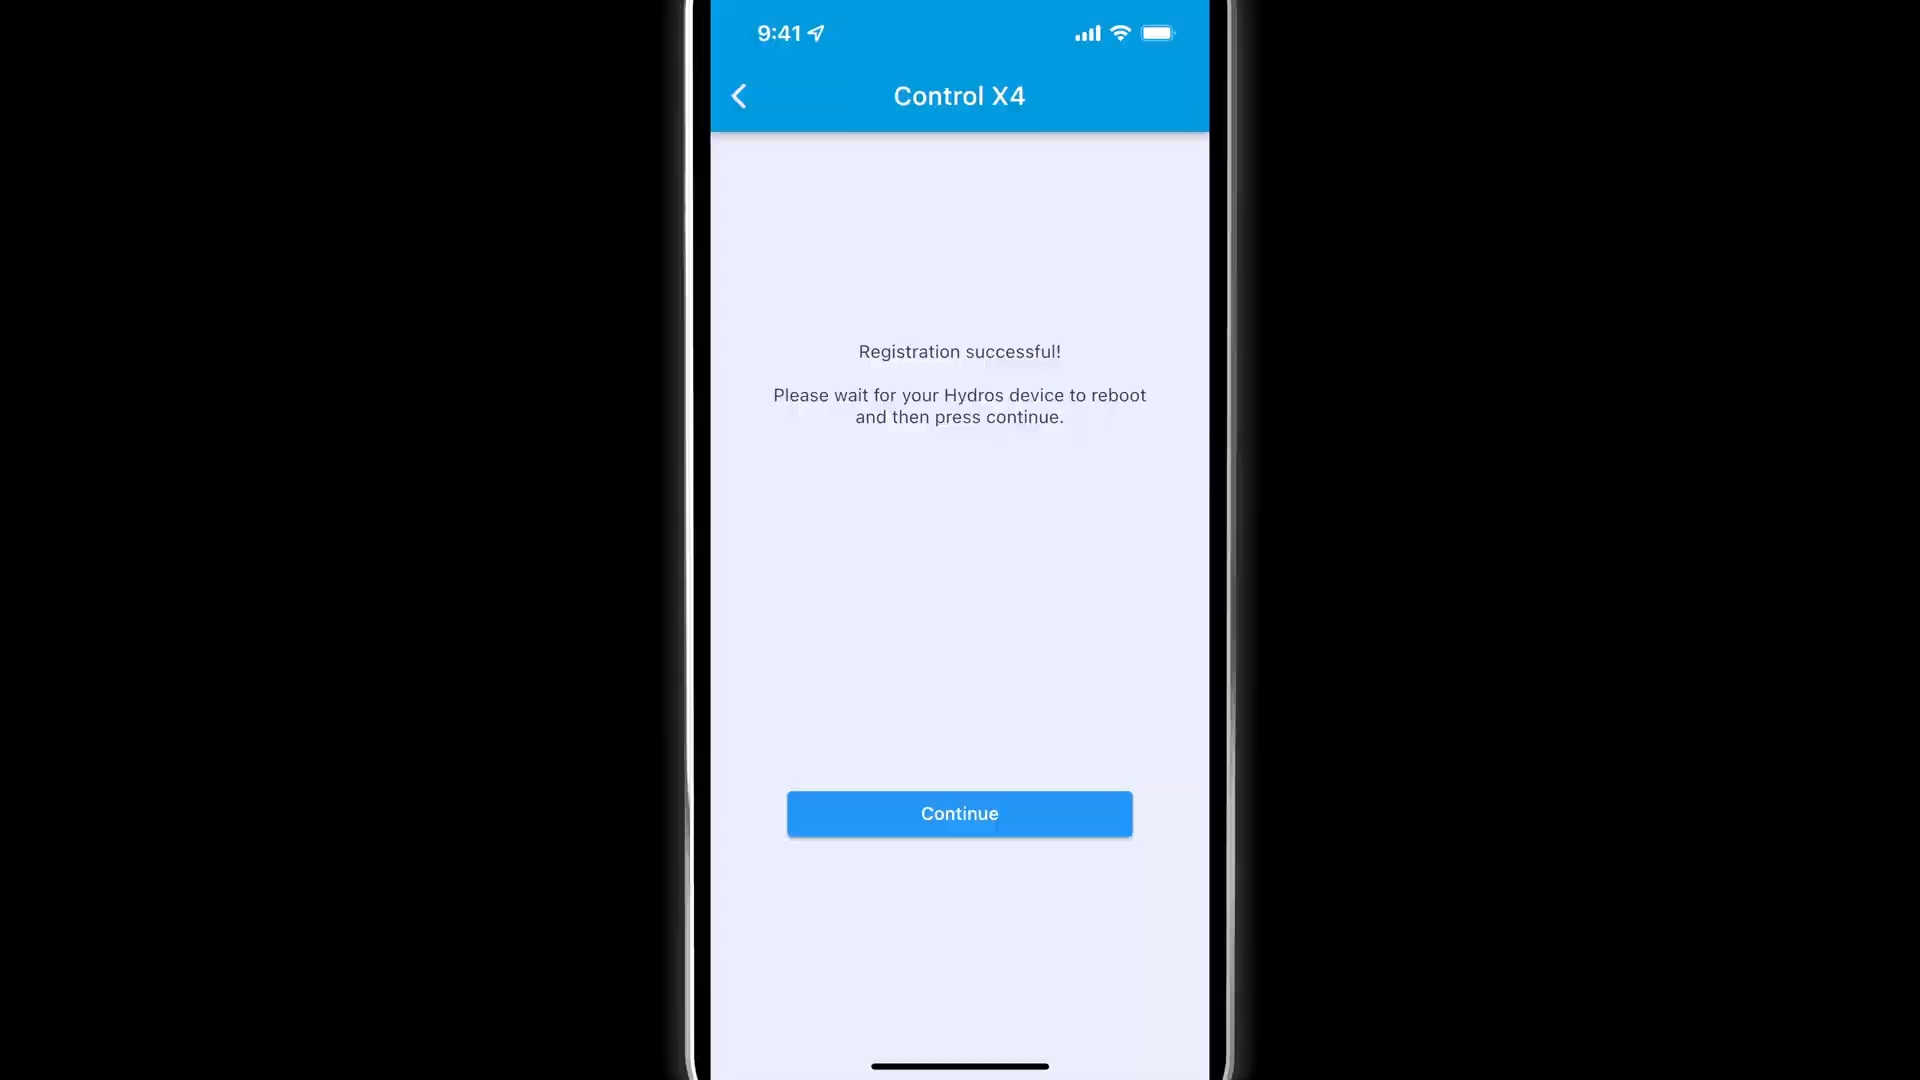 9:41
Control X4
Registration successful!
Please wait for your Hydros device to reboot
and then press continue.
Continue